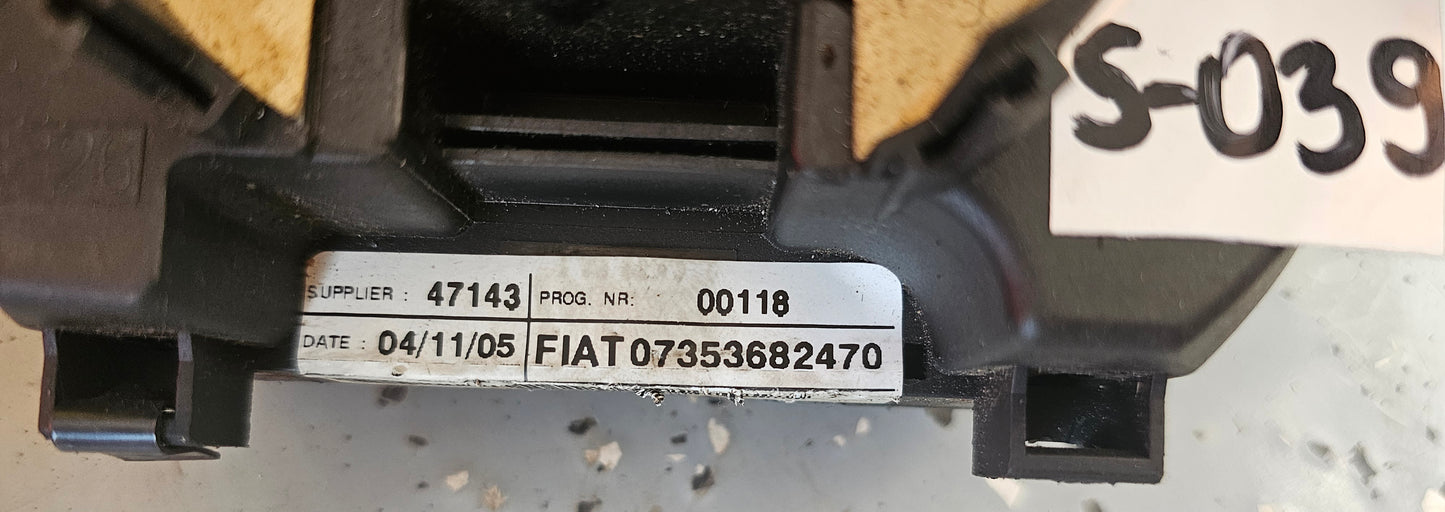 S-039
SUPPLIER : 47143 PROG. NR: 00118
DATE : 04/11/05 FIAT 07353682470